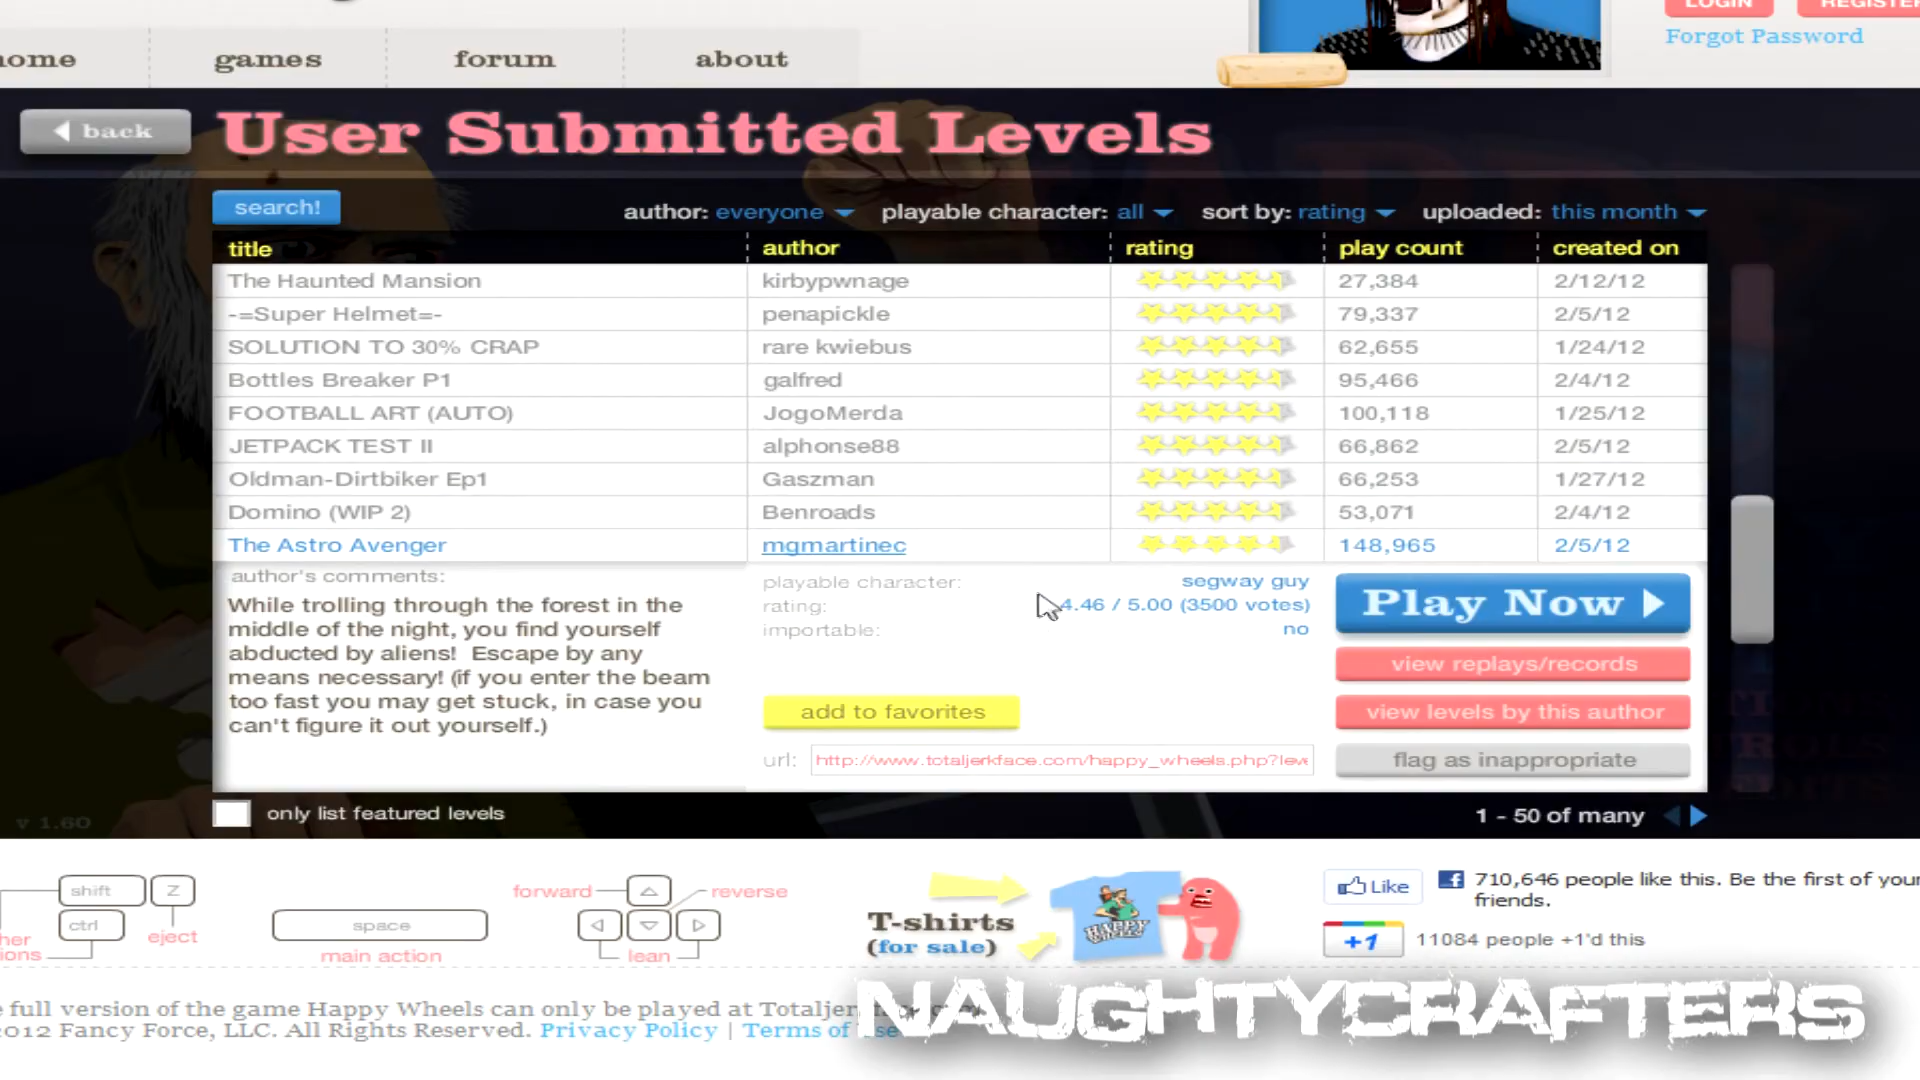 LOGIN REGISTER
Forgot Password
home games forum about
back
User Submitted Levels
search! author: everyone playable character: all sort by: rating uploaded: this month
title author rating play count created on
The Haunted Mansion kirbypwnage 27,384 2/12/12
-=Super Helmet=- penapickle 79,337 2/5/12
SOLUTION TO 30% CRAP rare kwiebus 62,655 1/24/12
Bottles Breaker P1 galfred 95,466 2/4/12
FOOTBALL ART (AUTO) JogoMerda 100,118 1/25/12
JETPACK TEST II alphonse88 66,862 2/5/12
Oldman-Dirtbiker Ep1 Gaszman 66,253 1/27/12
Domino (WIP 2) Benroads 53,071 2/4/12
The Astro Avenger mgmartinec 148,965 2/5/12
author's comments:
While trolling through the forest in the
middle of the night, you find yourself
abducted by aliens! Escape by any
means necessary! (if you enter the beam
too fast you may get stuck, in case you
can't figure it out yourself.)
playable character: segway guy
rating: 4.46 / 5.00 (3500 votes)
importable: no
add to favorites
url: http://www.totaljerkface.com/happy_wheels.php?lev
Play Now
view replays/records
view levels by this author
flag as inappropriate
v 1.60
only list featured levels
1 - 50 of many
shift Z
ctrl
eject
space
main action
forward reverse
lean
T-shirts
(for sale)
HAPPY WHEELS
Like 710,646 people like this. Be the first of your
friends.
+1 11084 people +1'd this
e full version of the game Happy Wheels can only be played at Totaljer
2012 Fancy Force, LLC. All Rights Reserved. Privacy Policy | Terms of Use
NAUGHTYCRAFTERS